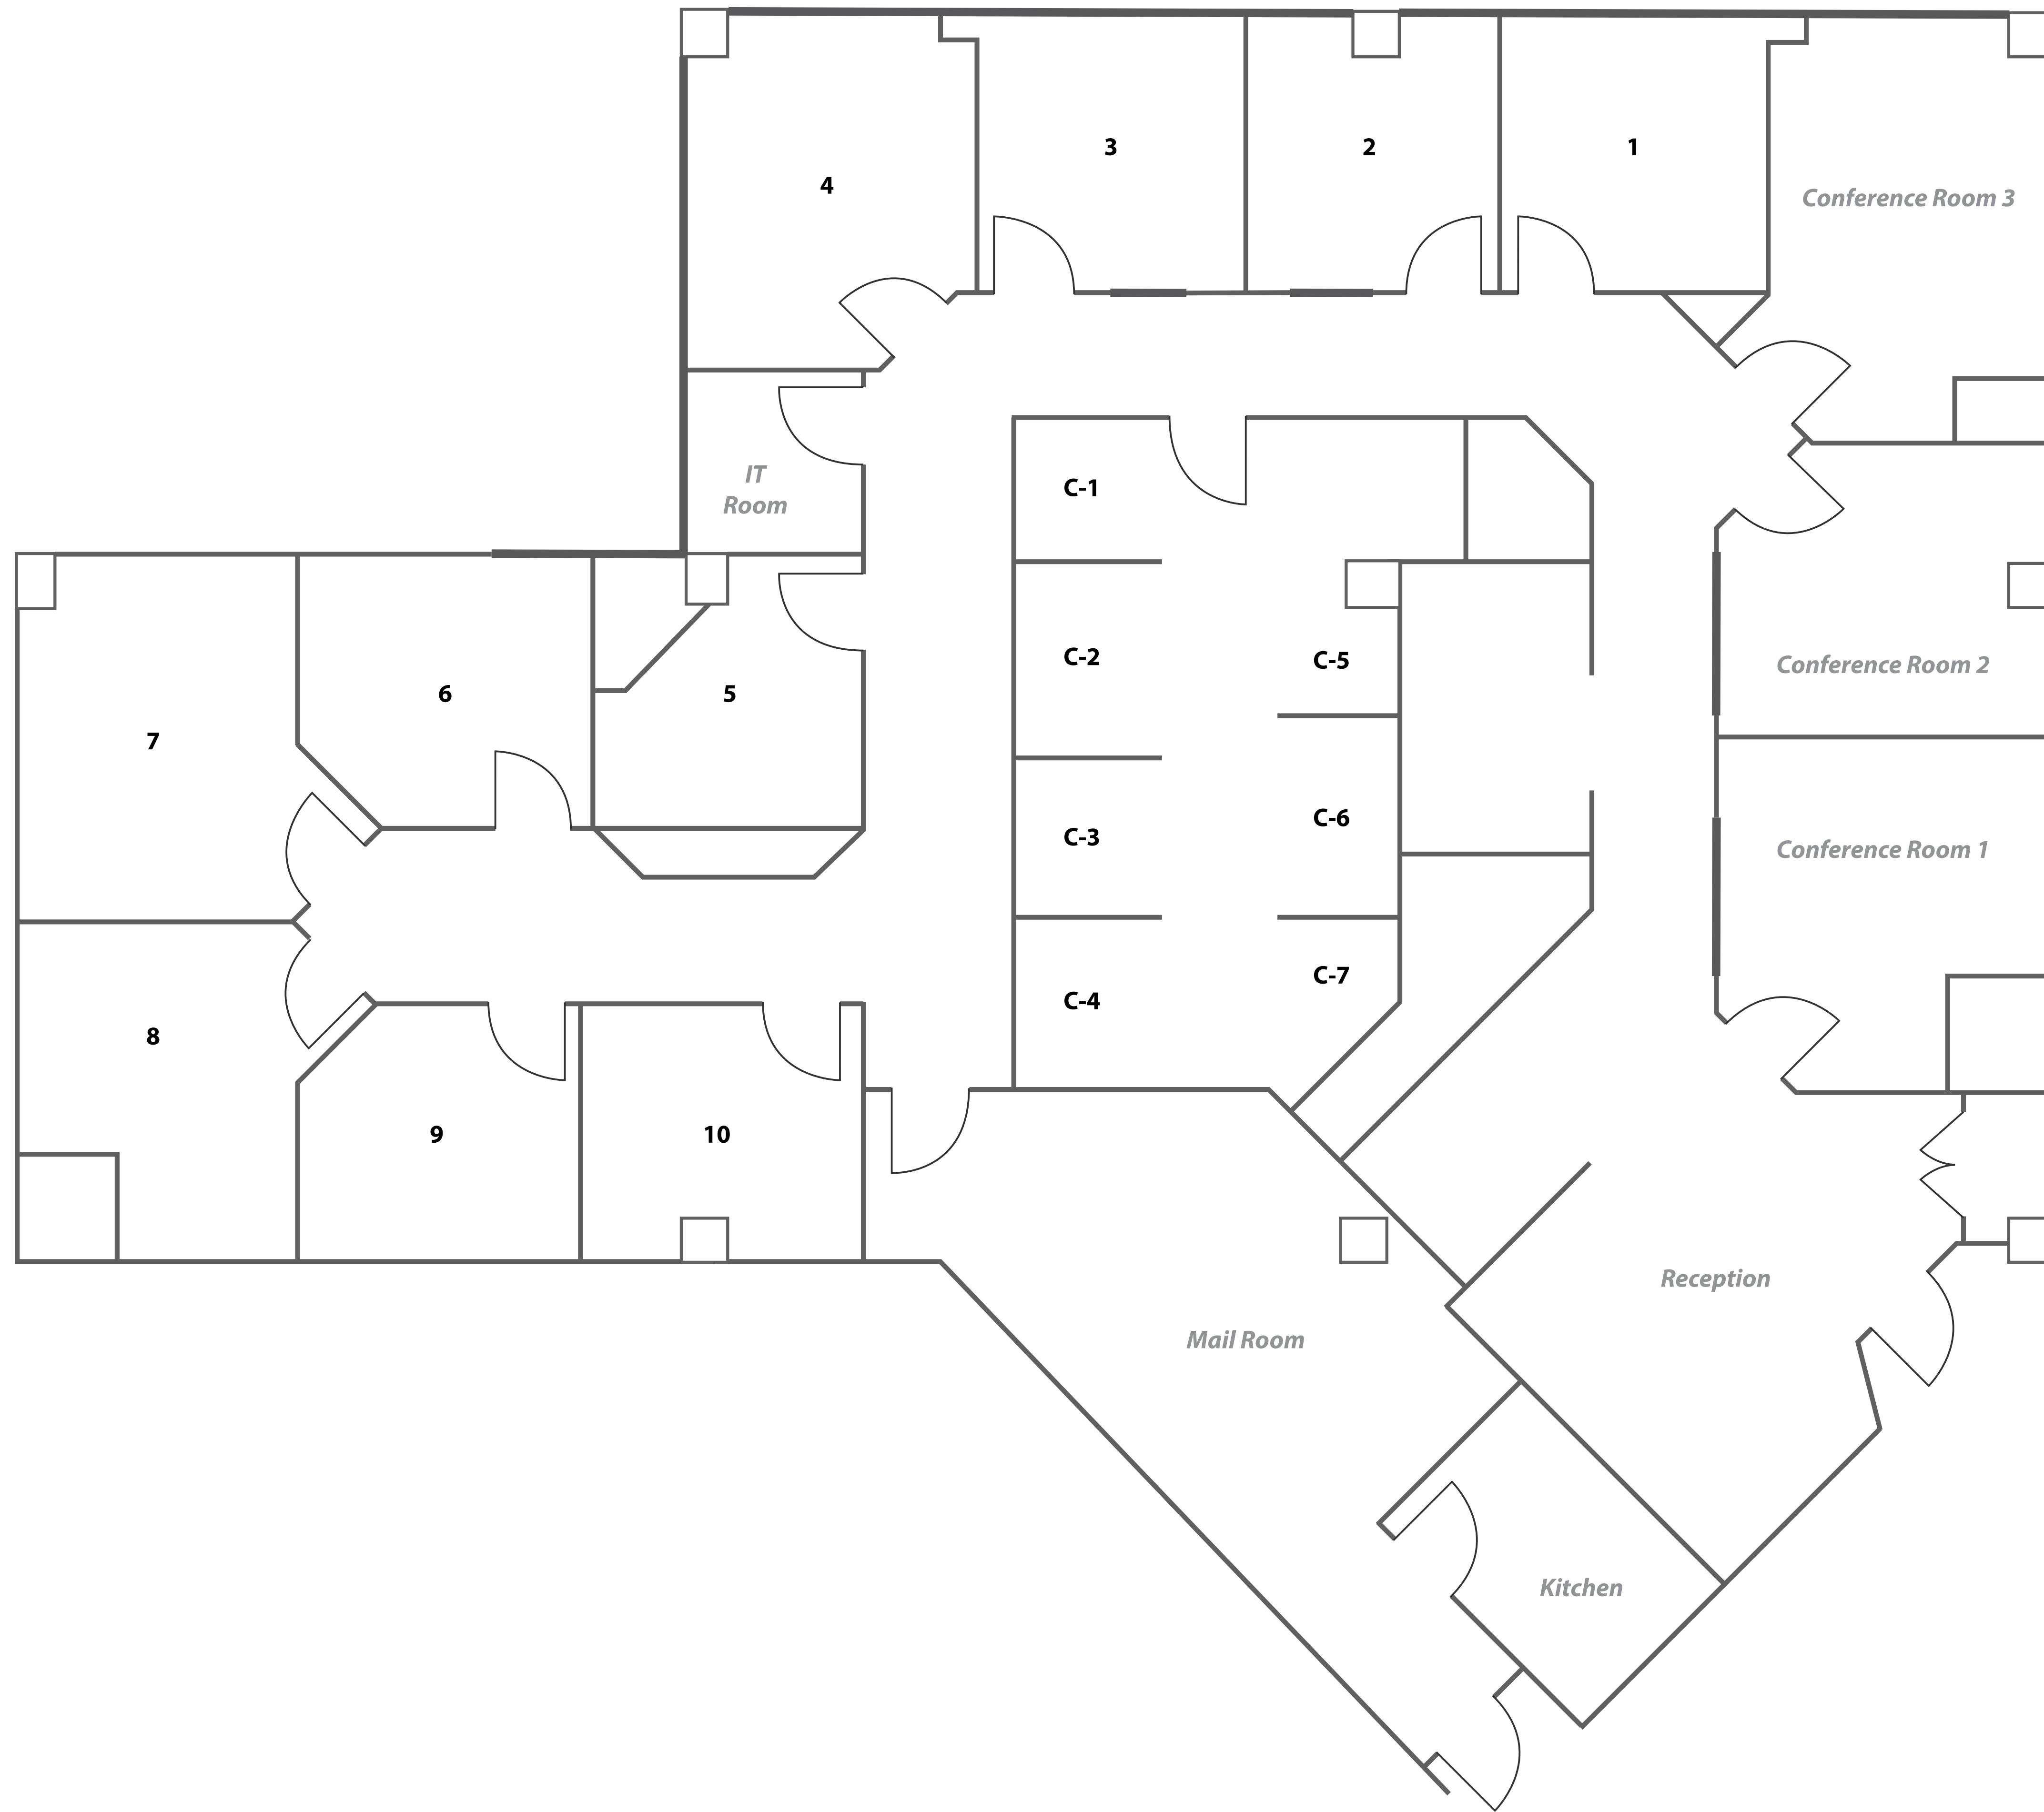 3
2
1
4
Conference Room 3
IT
Room
C-1
C-2
C-5
Conference Room 2
6
5
7
C-6
C-3
Conference Room 1
C-7
C-4
8
9
10
Reception
Mail Room
Kitchen